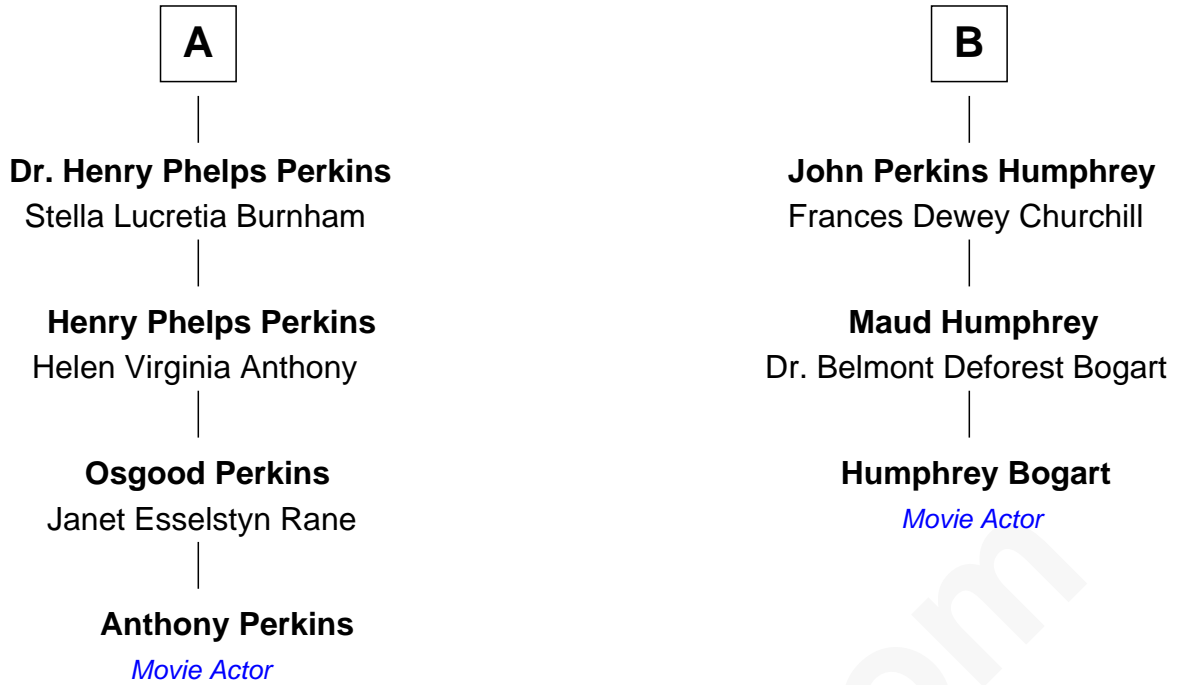 A
Dr. Henry Phelps Perkins
Stella Lucretia Burnham
Henry Phelps Perkins
Helen Virginia Anthony
Osgood Perkins
Janet Esselstyn Rane
Anthony Perkins
Movie Actor
B
John Perkins Humphrey
Frances Dewey Churchill
Maud Humphrey
Dr. Belmont Deforest Bogart
Humphrey Bogart
Movie Actor
om